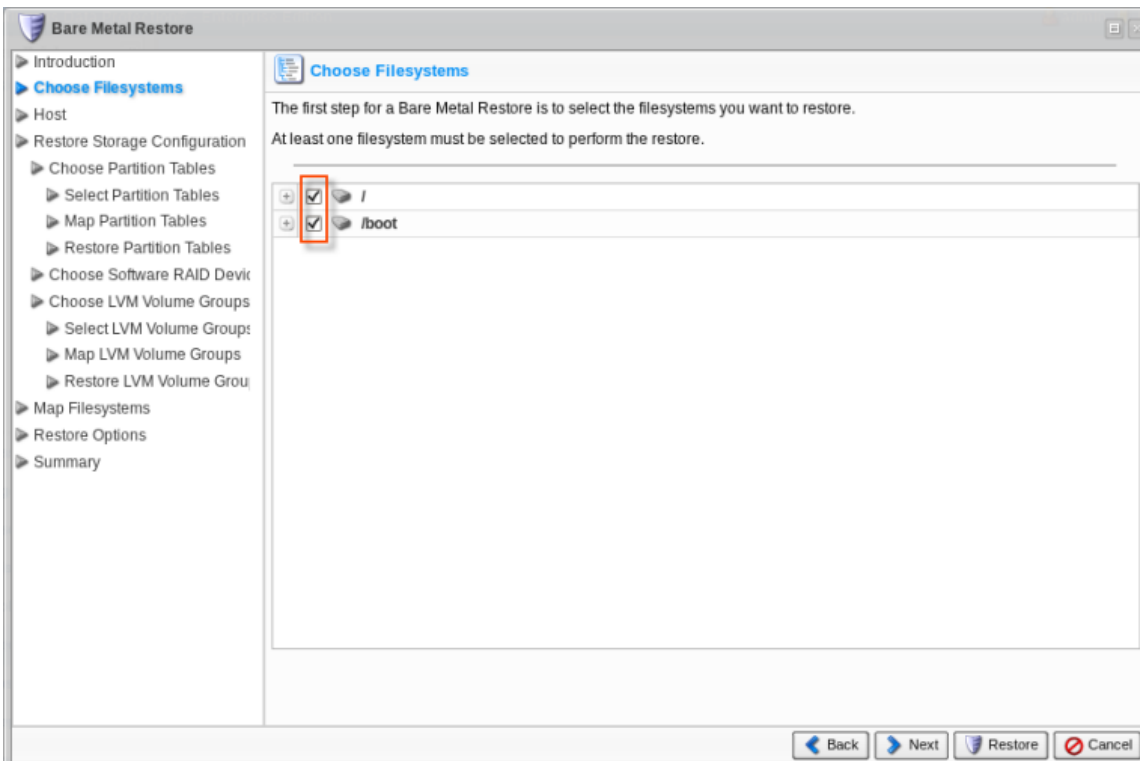 Bare Metal Restore
Introduction
Choose Filesystems
Host
Restore Storage Configuration
Choose Partition Tables
Select Partition Tables
Map Partition Tables
Restore Partition Tables
Choose Software RAID Devic
Choose LVM Volume Groups
Select LVM Volume Groups
Map LVM Volume Groups
Restore LVM Volume Grou
Map Filesystems
Restore Options
Summary
Choose Filesystems
The first step for a Bare Metal Restore is to select the filesystems you want to restore.
At least one filesystem must be selected to perform the restore.
/
/boot
Back Next Restore Cancel